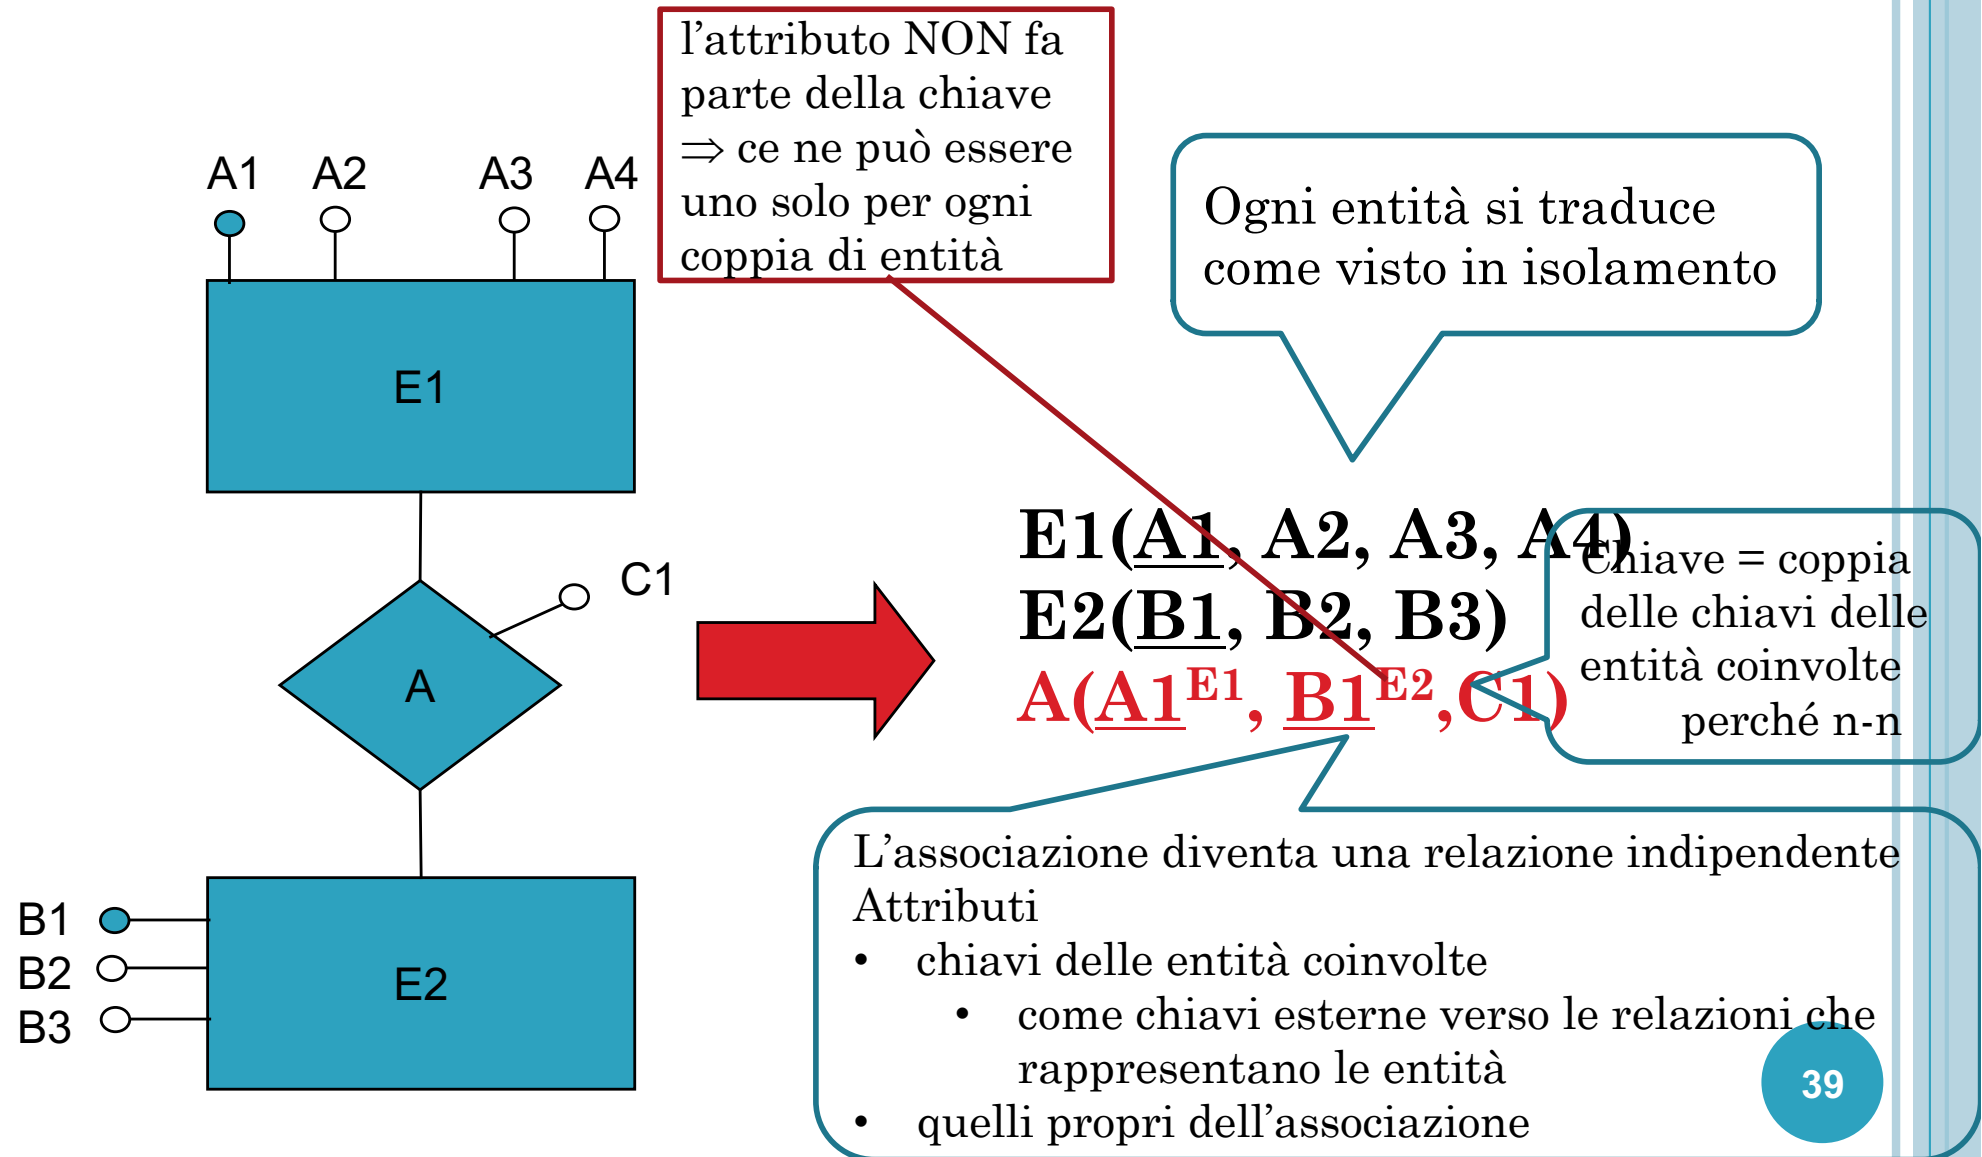 l’attributo NON fa
parte della chiave
⇒ ce ne può essere
uno solo per ogni
coppia di entità
A1 A2 A3 A4
E1
C1
A
B1
B2
B3
E2
Ogni entità si traduce
come visto in isolamento
E1(A1, A2, A3, A4)
E2(B1, B2, B3)
A(A1E1, B1E2,C1)
Chiave = coppia
delle chiavi delle
entità coinvolte
perché n-n
L’associazione diventa una relazione indipendente
Attributi
• chiavi delle entità coinvolte
• come chiavi esterne verso le relazioni che
rappresentano le entità
• quelli propri dell’associazione
39